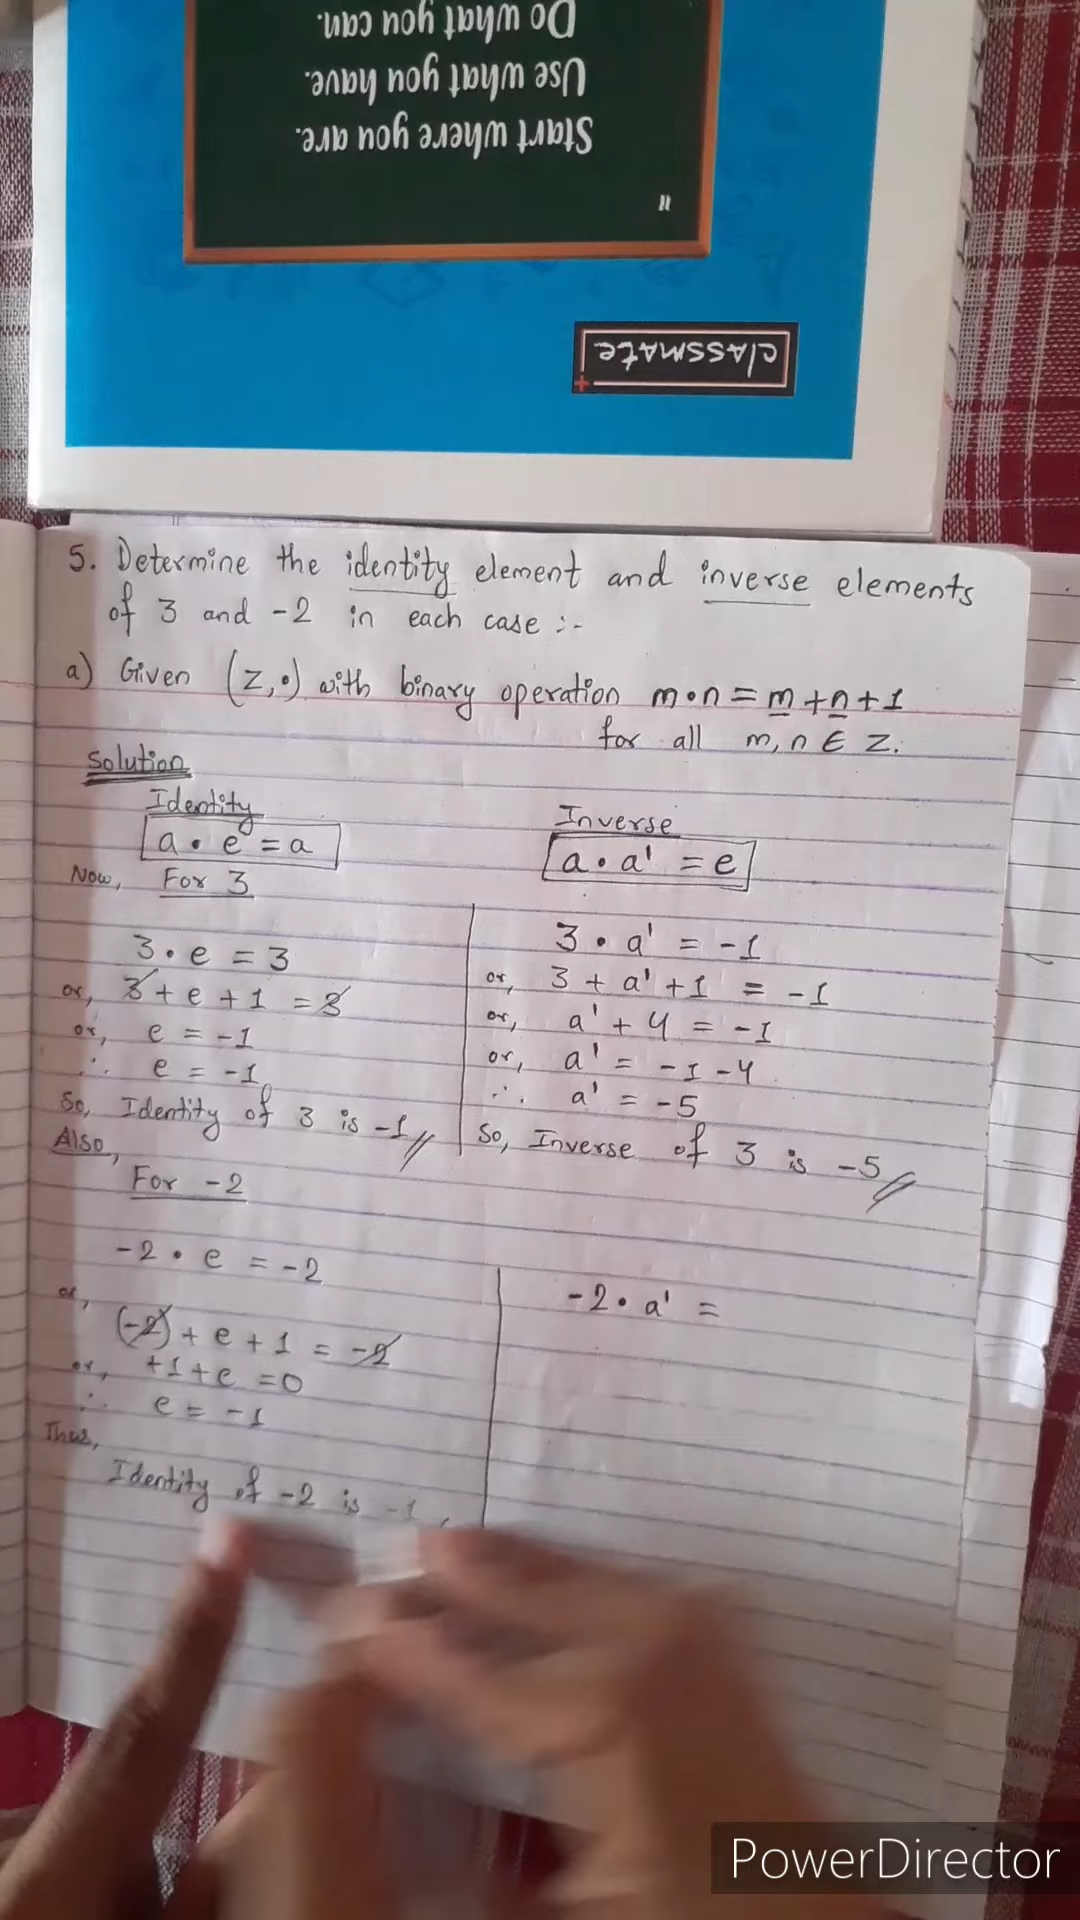 Do what you can.
Use what you have.
Start where you are.
"
classmate
5. Determine the identity element and inverse elements
of 3 and -2 in each case :-
a) Given (Z,•) with binary operation m•n = m+n+1
for all m, n ∈ Z.
Solution
Identity
a • e = a
Inverse
a • a' = e
Now, For 3
3 • e = 3
or, 3 + e + 1 = 3
or, e = -1
∴ e = -1
So, Identity of 3 is -1
3 • a' = -1
or, 3 + a' + 1 = -1
or, a' + 4 = -1
or, a' = -1 -4
∴ a' = -5
So, Inverse of 3 is -5
Also,
For -2
-2 • e = -2
or,
(-2) + e + 1 = -2
or, +1 + e = 0
∴ e = -1
Thus,
Identity of -2 is -1
-2 • a' =
PowerDirector